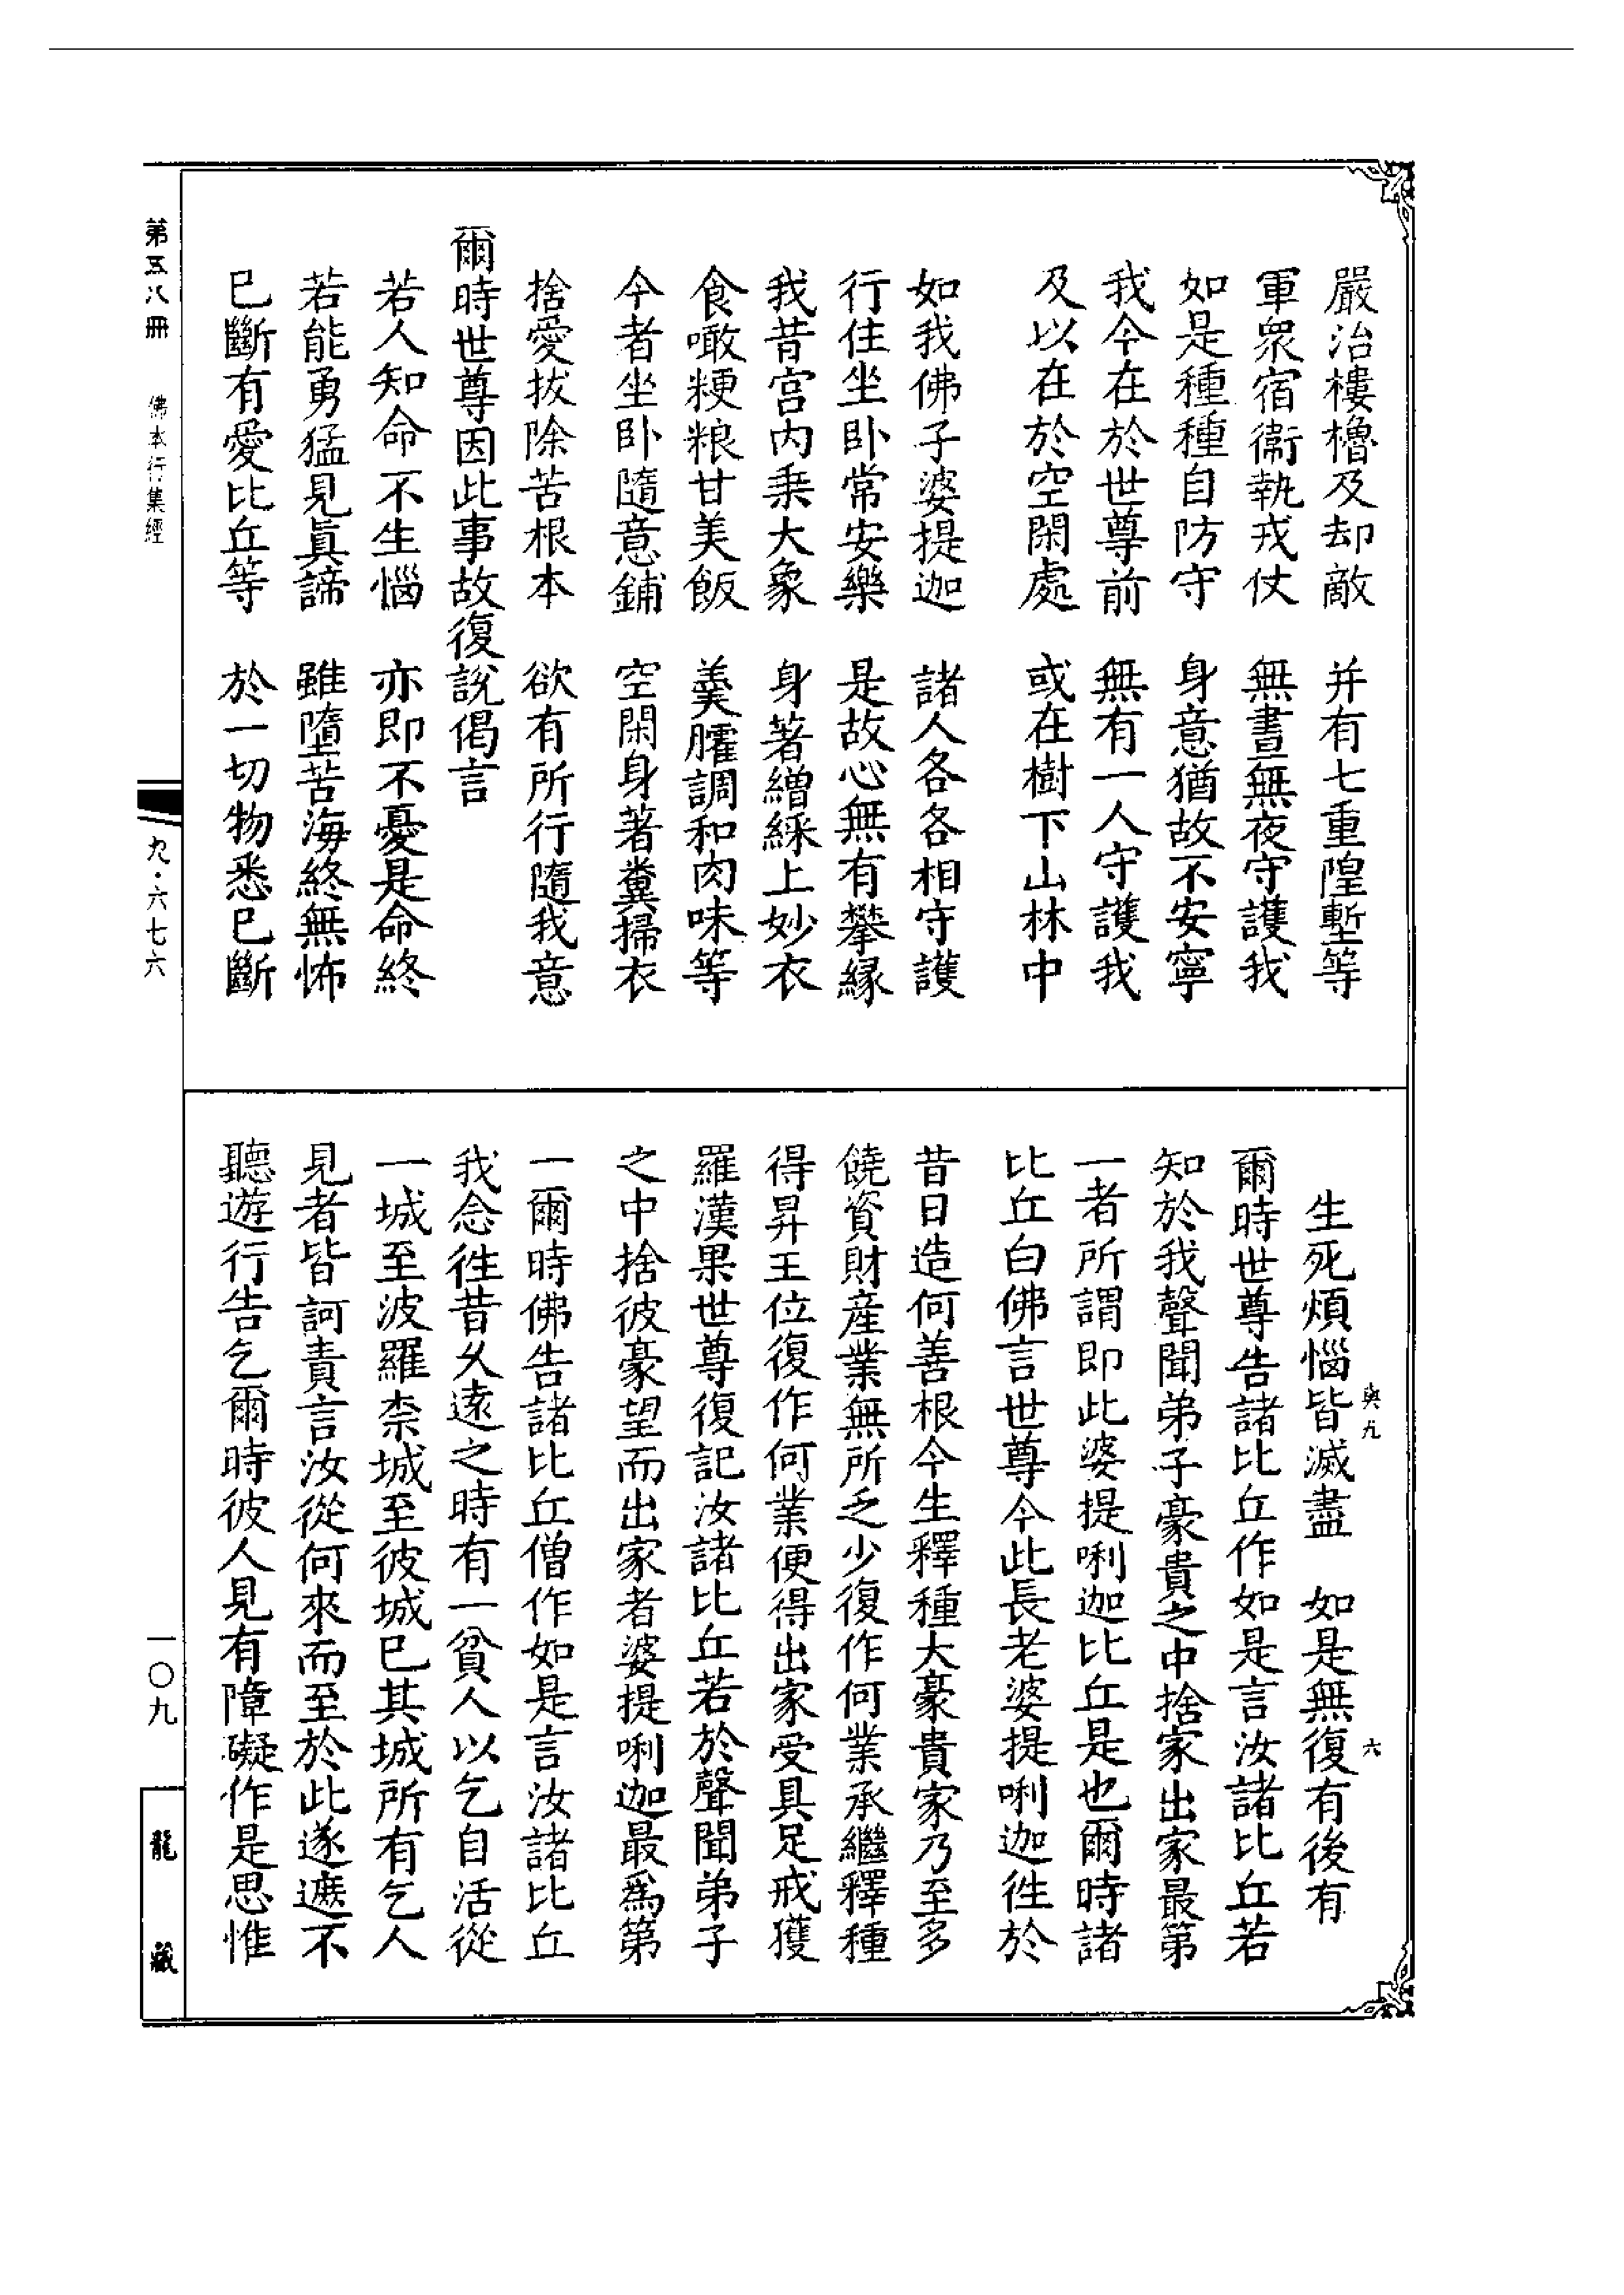 嚴治樓櫓及却敵　并有七重隍塹等
軍衆宿衞執戎仗　無晝無夜守護我
如是種種自防守　身意猶故不安寧
我今在於世尊前　無有一人守護我
及以在於空閑處　或在樹下山林中
如我佛子婆提迦　諸人各各相守護
行住坐卧常安樂　是故心無有攀緣
我昔宮内乗大象　身著繒綵上妙衣
食噉粳粮甘美飯　羹臛調和肉味等
今者坐卧隨意鋪　空閑身著糞掃衣
捨愛拔除苦根本　欲有所行隨我意
爾時世尊因此事故復說偈言
若人知命不生惱　亦即不憂是命終
若能勇猛見眞諦　雖墮苦海終無怖
已斷有愛比丘等　於一切物悉已斷
生死煩惱皆滅盡　如是無復有後有
爾時世尊告諸比丘作如是言汝諸比丘若
知於我聲聞弟子豪貴之中捨家出家最第
一者所謂即此婆提唎迦比丘是也爾時諸
比丘白佛言世尊今此長老婆提唎迦徃於
昔日造何善根今生釋種大豪貴家乃至多
饒資財産業無所乏少復作何業承繼釋種
得昇王位復作何業便得出家受具足戒獲
羅漢果世尊復記汝諸比丘若於聲聞弟子
之中捨彼豪望而出家者婆提唎迦最爲第
一爾時佛告諸比丘僧作如是言汝諸比丘
我念徃昔久遠之時有一貧人以乞自活從
一城至波羅柰城至彼城已其城所有乞人
見者皆訶責言汝從何來而至於此遂遮不
聽遊行告乞爾時彼人見有障礙作是思惟
輿九
六
第五八冊
佛本行集經
九·六七六
一〇九
龍藏